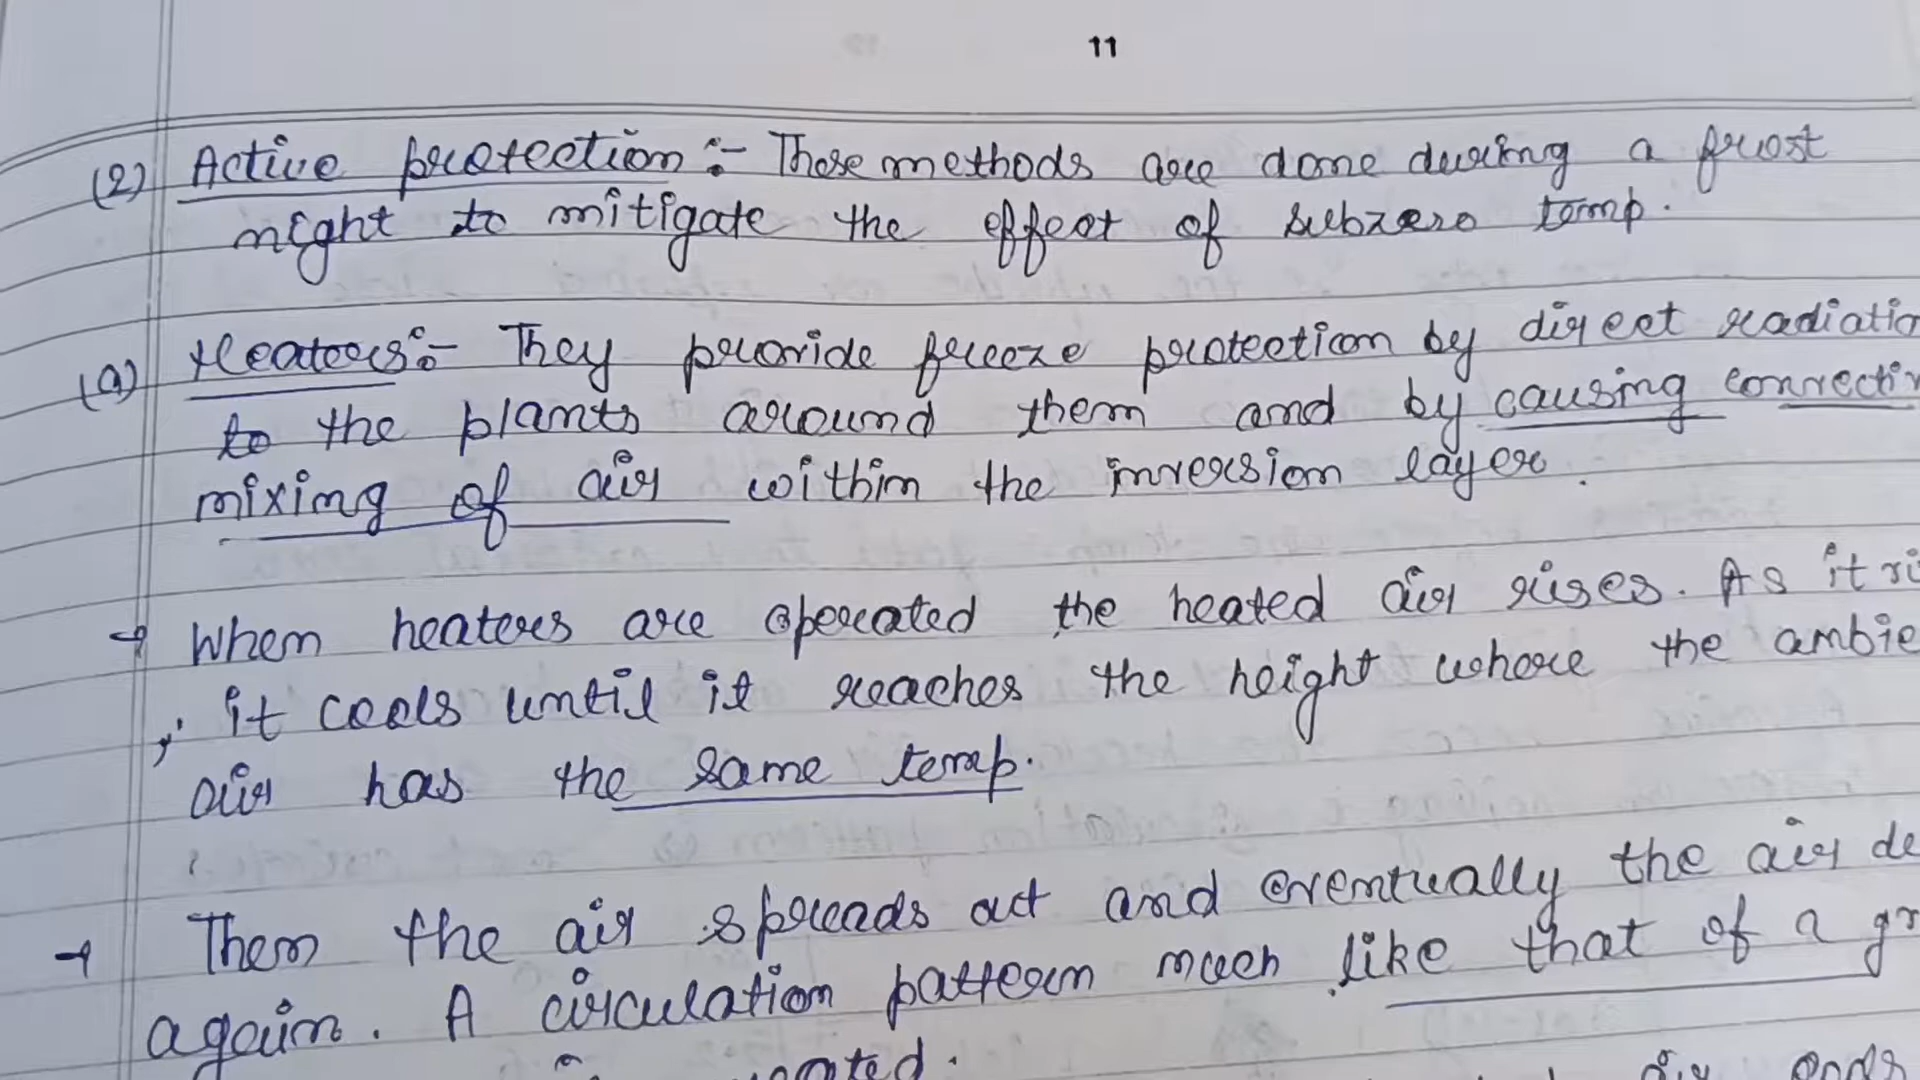 11
(2) Active protection :- These methods are done during a frost
night to mitigate the effect of subzero temp.
(a) Heaters :- They provide freeze protection by direct radiatio
to the plants around them and by causing convectiv
mixing of air within the inversion layer.
→ When heaters are operated the heated air rises. As it ri
, it cools until it reaches the height where the ambie
air has the same temp.
→ Then the air spreads out and eventually the air de
again. A circulation pattern much like that of a gr